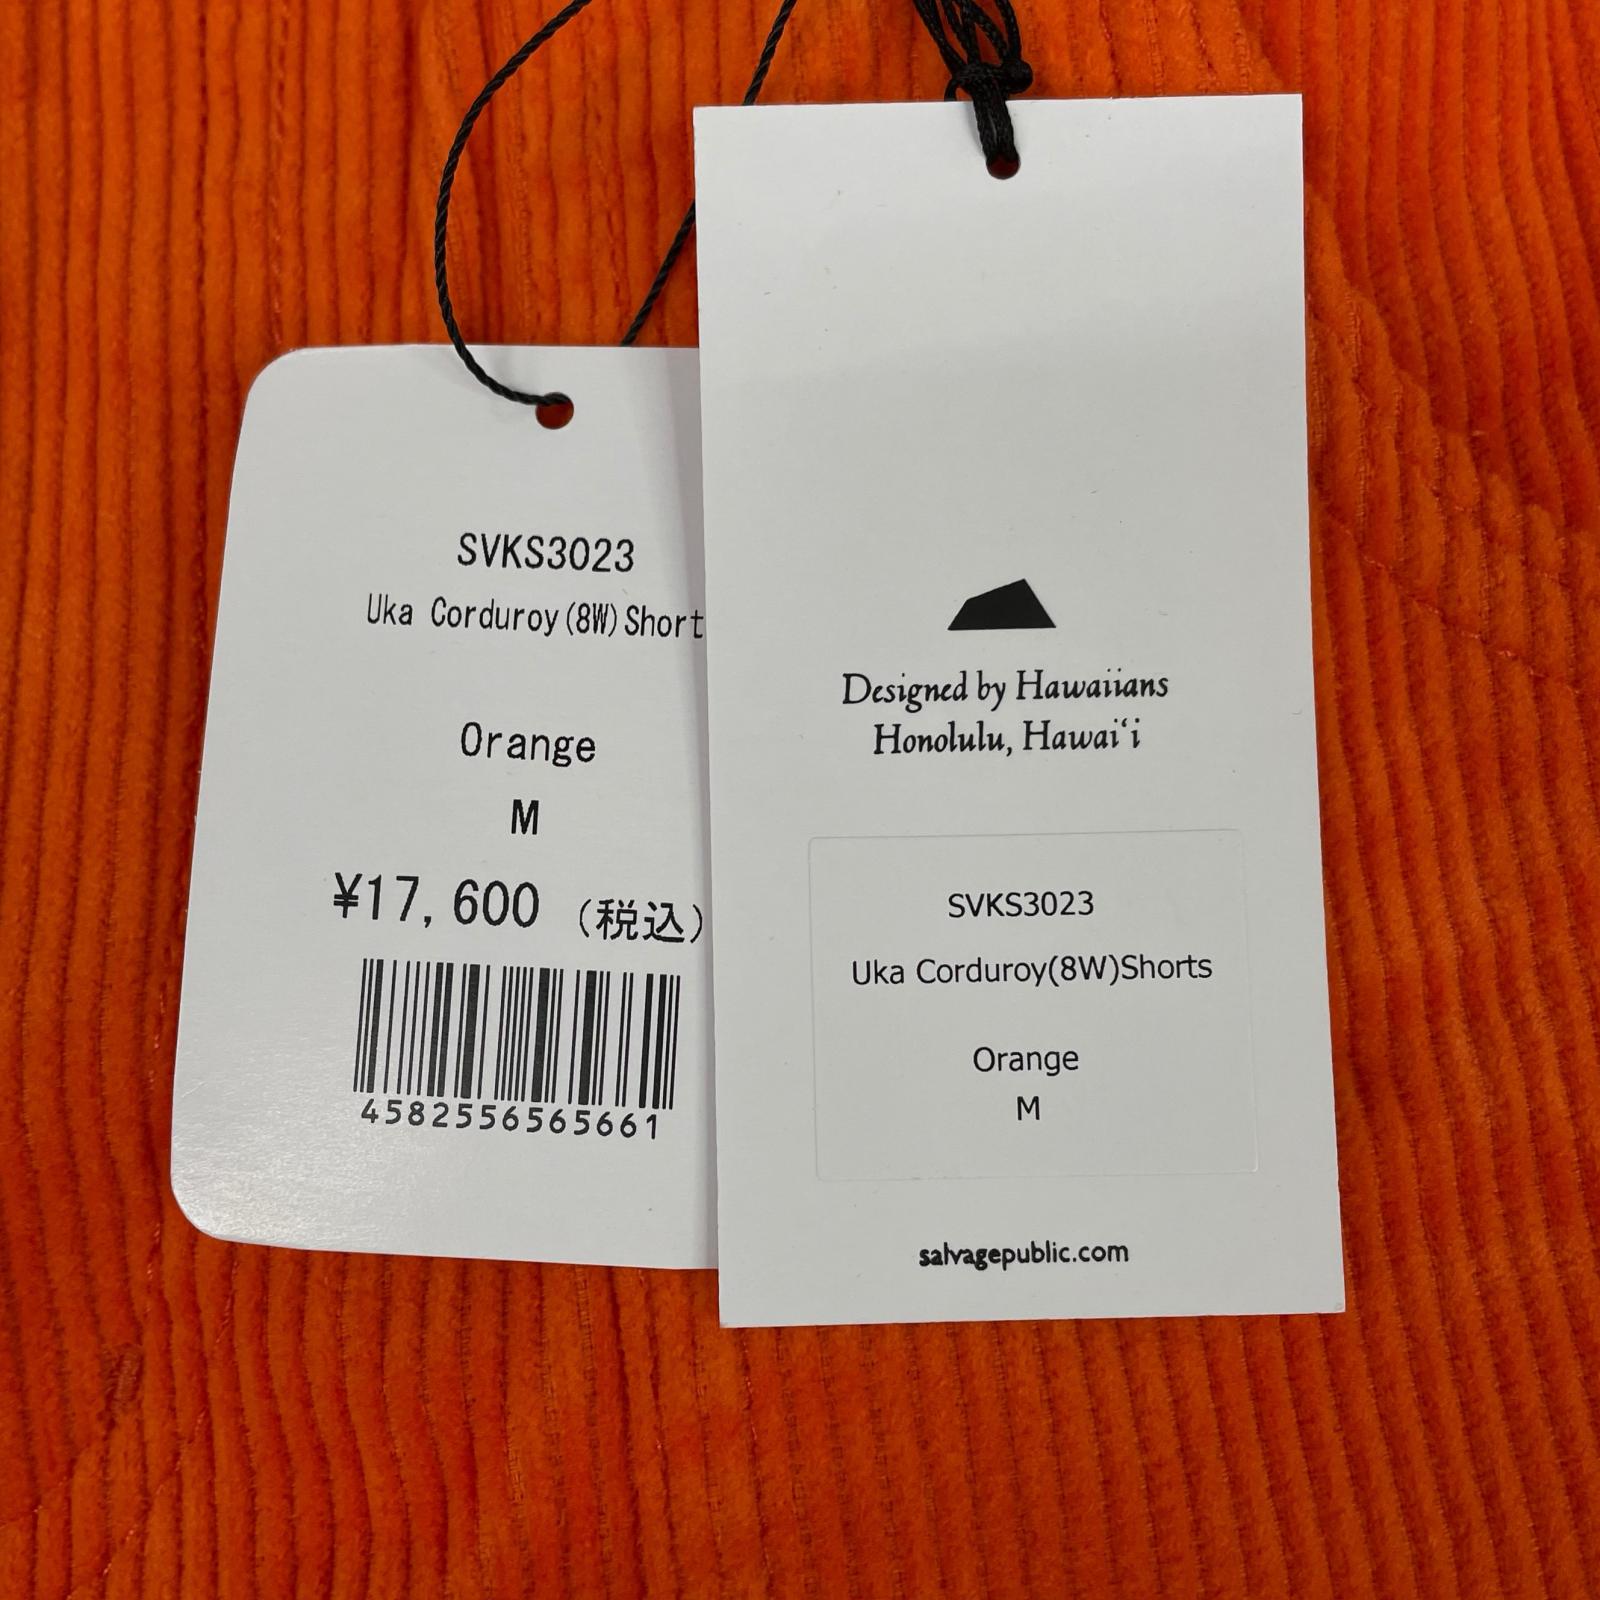 SVKS3023
Uka Corduroy(8W)Short
Orange
M
¥17,600 (税込)
4582556565661
Designed by Hawaiians
Honolulu, Hawaiʻi
SVKS3023
Uka Corduroy(8W)Shorts
Orange
M
salvagepublic.com